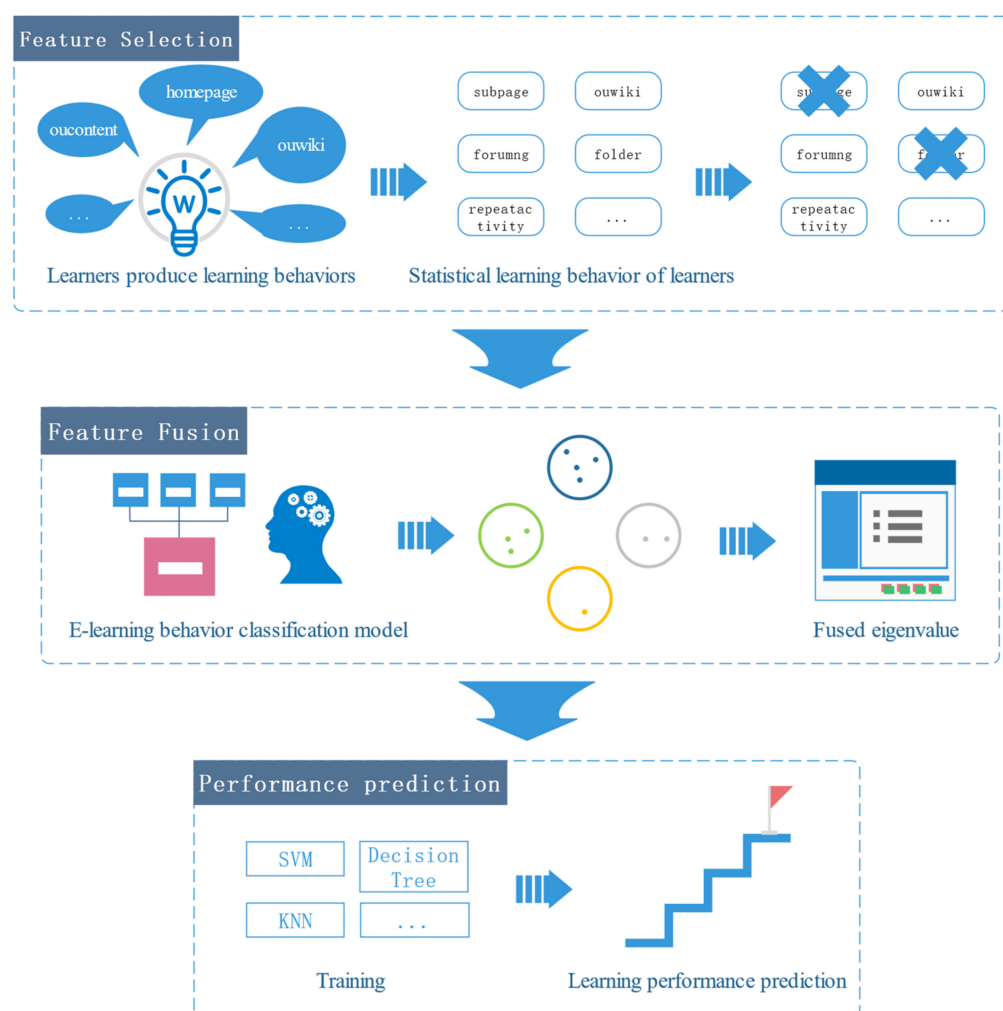 Feature Selection
homepage
oucontent
ouwiki
...
...
W
Learners produce learning behaviors
subpage
ouwiki
forumng
folder
repeatac
tivity
...
Statistical learning behavior of learners
ouwiki
forumng
repeatac
tivity
...
Feature Fusion
E-learning behavior classification model
Fused eigenvalue
Performance prediction
SVM
Decision
Tree
KNN
...
Training
Learning performance prediction